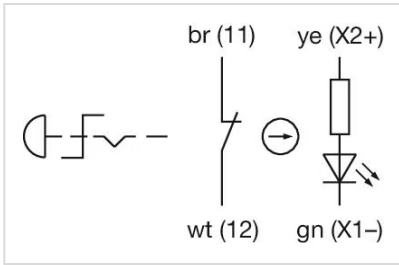 br (11) ye (X2+)
wt (12) gn (X1–)